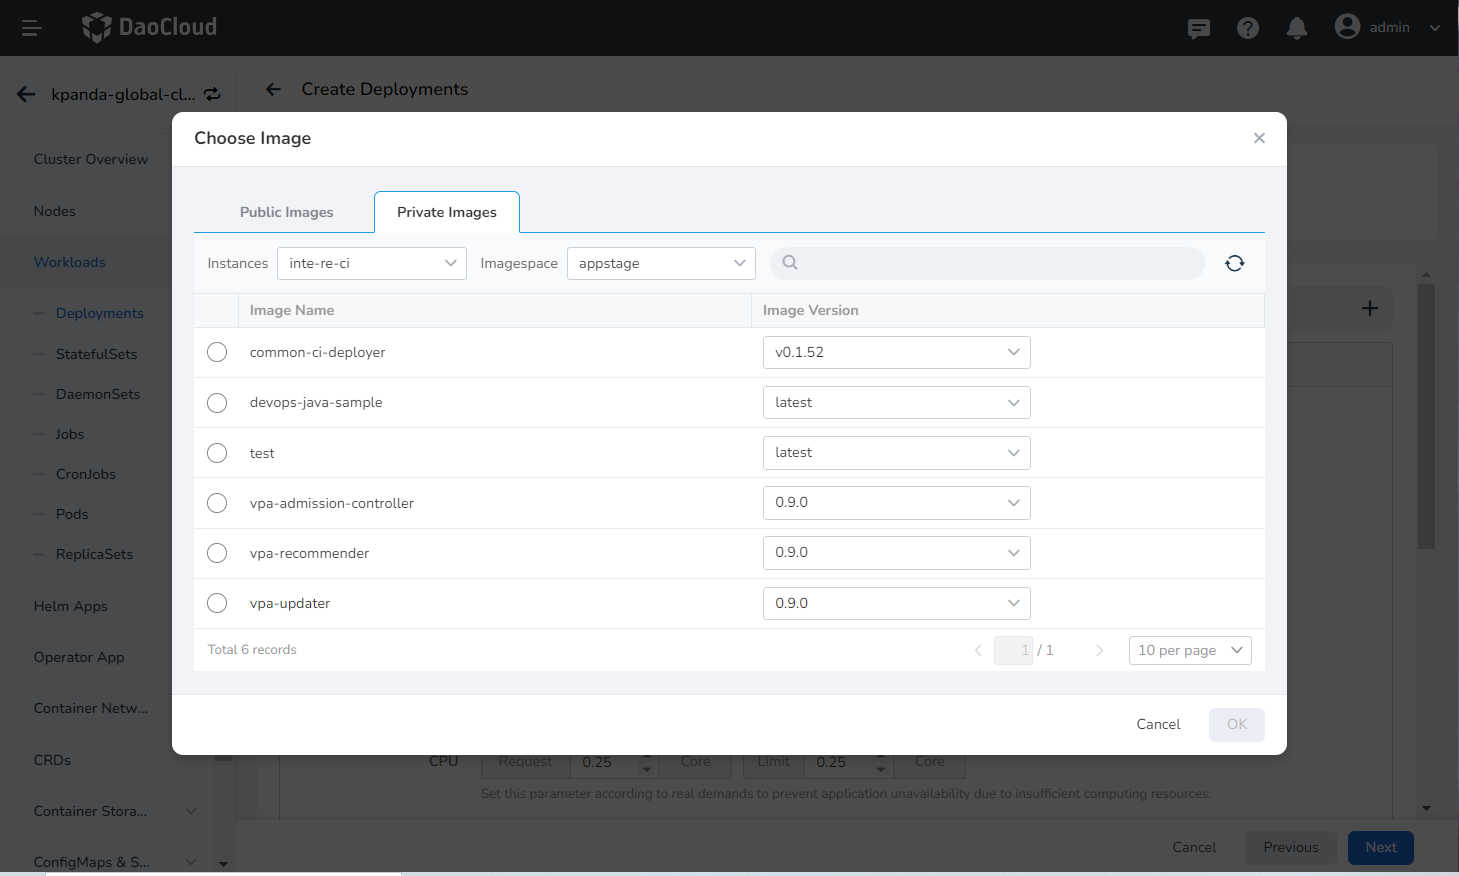 DaoCloud
admin
kpanda-global-cl...
Create Deployments
Cluster Overview
Nodes
Workloads
Deployments
StatefulSets
DaemonSets
Jobs
CronJobs
Pods
ReplicaSets
Helm Apps
Operator App
Container Netw...
CRDs
Container Stora...
ConfigMaps & S...
Choose Image
Public Images
Private Images
Instances inte-re-ci Imagespace appstage
Image Name Image Version
common-ci-deployer v0.1.52
devops-java-sample latest
test latest
vpa-admission-controller 0.9.0
vpa-recommender 0.9.0
vpa-updater 0.9.0
Total 6 records 1 / 1 10 per page
Cancel OK
CPU Request 0.25 Core Limit 0.25 Core
Set this parameter according to real demands to prevent application unavailability due to insufficient computing resources.
Cancel Previous Next